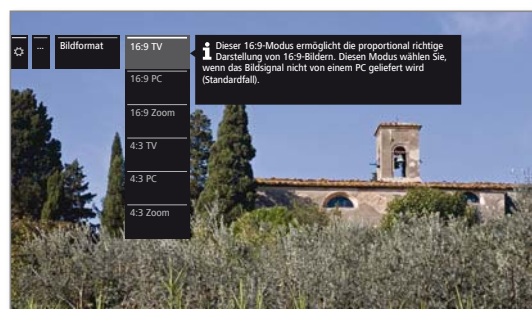 ...
Bildformat
16:9 TV
Dieser 16:9-Modus ermöglicht die proportional richtige
Darstellung von 16:9-Bildern. Diesen Modus wählen Sie,
wenn das Bildsignal nicht von einem PC geliefert wird
(Standardfall).
16:9 PC
16:9 Zoom
4:3 TV
4:3 PC
4:3 Zoom